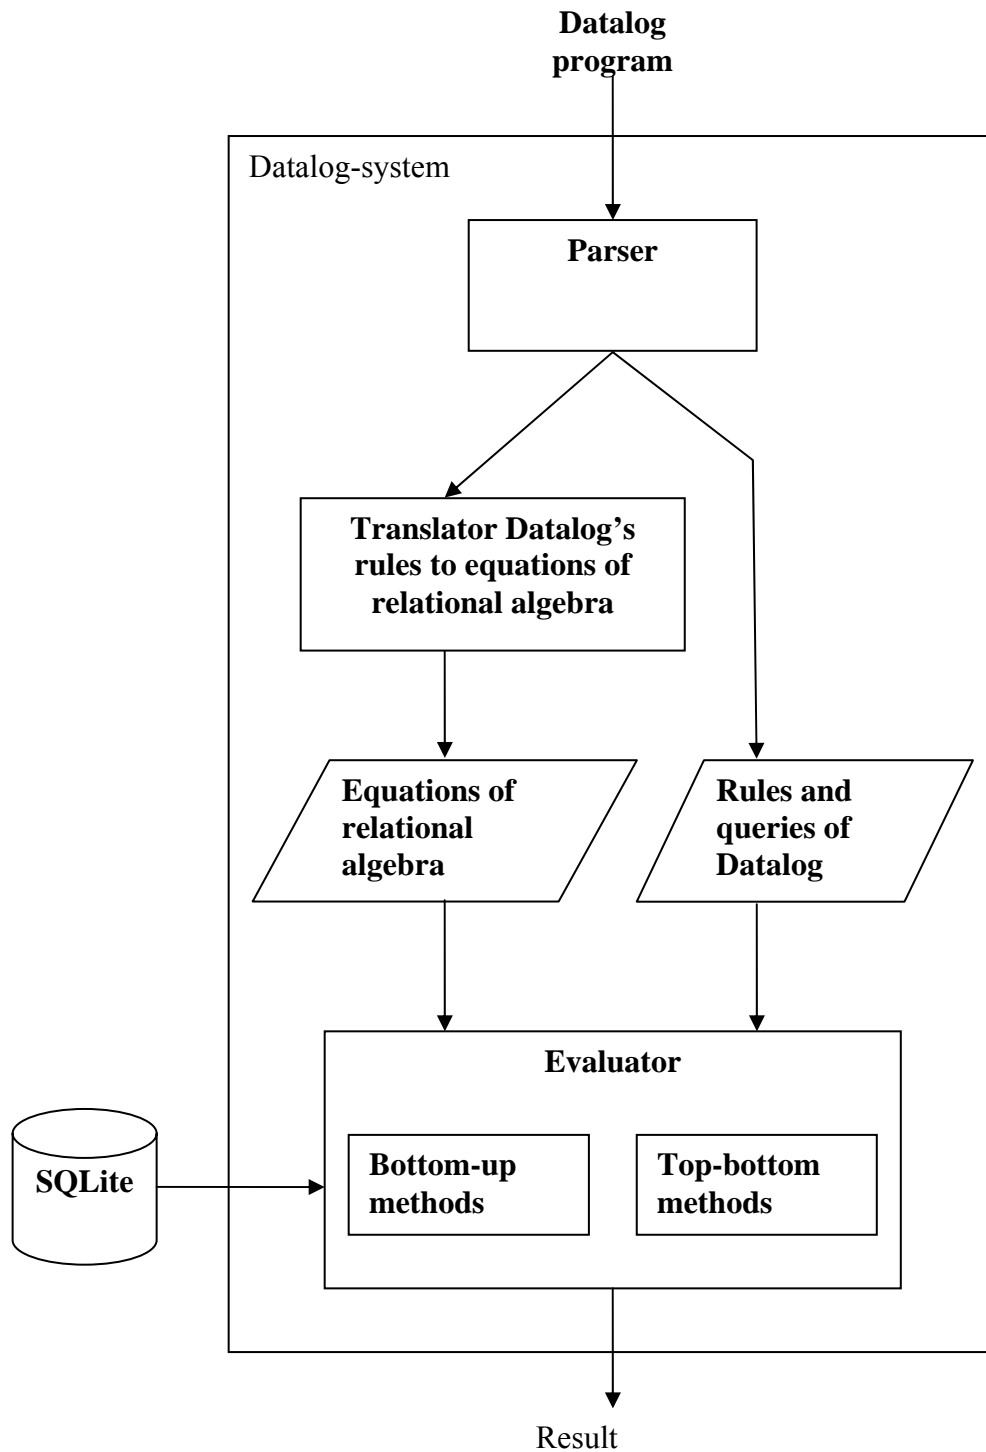 Datalog
program
Datalog-system
Parser
Translator Datalog’s
rules to equations of
relational algebra
Equations of
relational
algebra
Rules and
queries of
Datalog
Evaluator
SQLite
Bottom-up
methods
Top-bottom
methods
Result